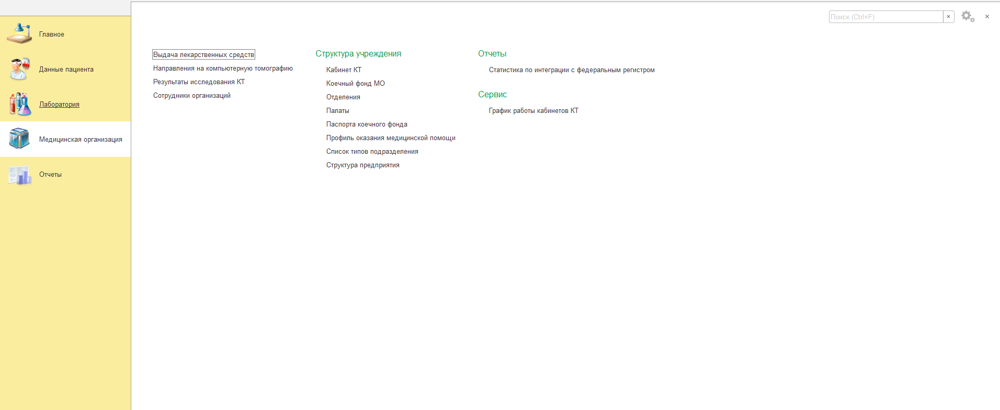 Поиск (Ctrl+F)
Главное
Данные пациента
Лаборатория
Медицинская организация
Отчеты
Выдача лекарственных средств
Направления на компьютерную томографию
Результаты исследования КТ
Сотрудники организаций
Структура учреждения
Кабинет КТ
Коечный фонд МО
Отделения
Палаты
Паспорта коечного фонда
Профиль оказания медицинской помощи
Список типов подразделения
Структура предприятия
Отчеты
Статистика по интеграции с федеральным регистром
Сервис
График работы кабинетов КТ